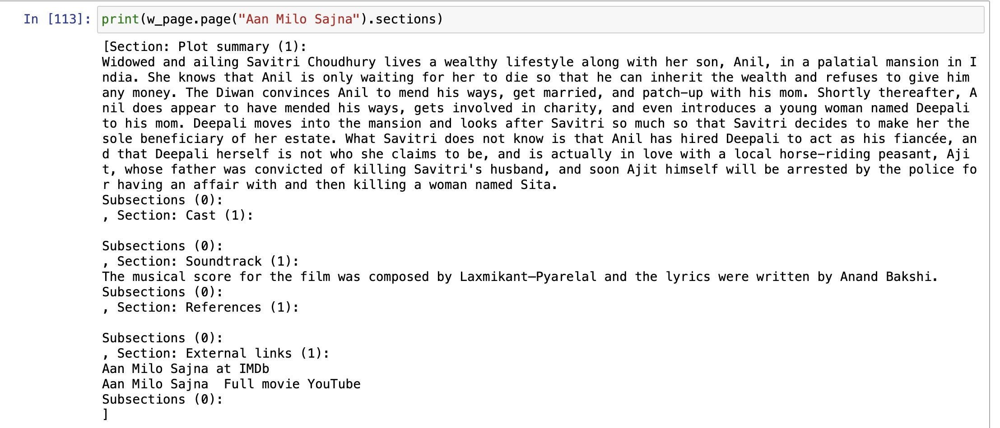 In [113]: print(w_page.page("Aan Milo Sajna").sections)
[Section: Plot summary (1):
Widowed and ailing Savitri Choudhury lives a wealthy lifestyle along with her son, Anil, in a palatial mansion in I
ndia. She knows that Anil is only waiting for her to die so that he can inherit the wealth and refuses to give him
any money. The Diwan convinces Anil to mend his ways, get married, and patch-up with his mom. Shortly thereafter, A
nil does appear to have mended his ways, gets involved in charity, and even introduces a young woman named Deepali
to his mom. Deepali moves into the mansion and looks after Savitri so much so that Savitri decides to make her the
sole beneficiary of her estate. What Savitri does not know is that Anil has hired Deepali to act as his fiancée, an
d that Deepali herself is not who she claims to be, and is actually in love with a local horse-riding peasant, Aji
t, whose father was convicted of killing Savitri's husband, and soon Ajit himself will be arrested by the police fo
r having an affair with and then killing a woman named Sita.
Subsections (0):
, Section: Cast (1):

Subsections (0):
, Section: Soundtrack (1):
The musical score for the film was composed by Laxmikant–Pyarelal and the lyrics were written by Anand Bakshi.
Subsections (0):
, Section: References (1):

Subsections (0):
, Section: External links (1):
Aan Milo Sajna at IMDb
Aan Milo Sajna  Full movie YouTube
Subsections (0):
]